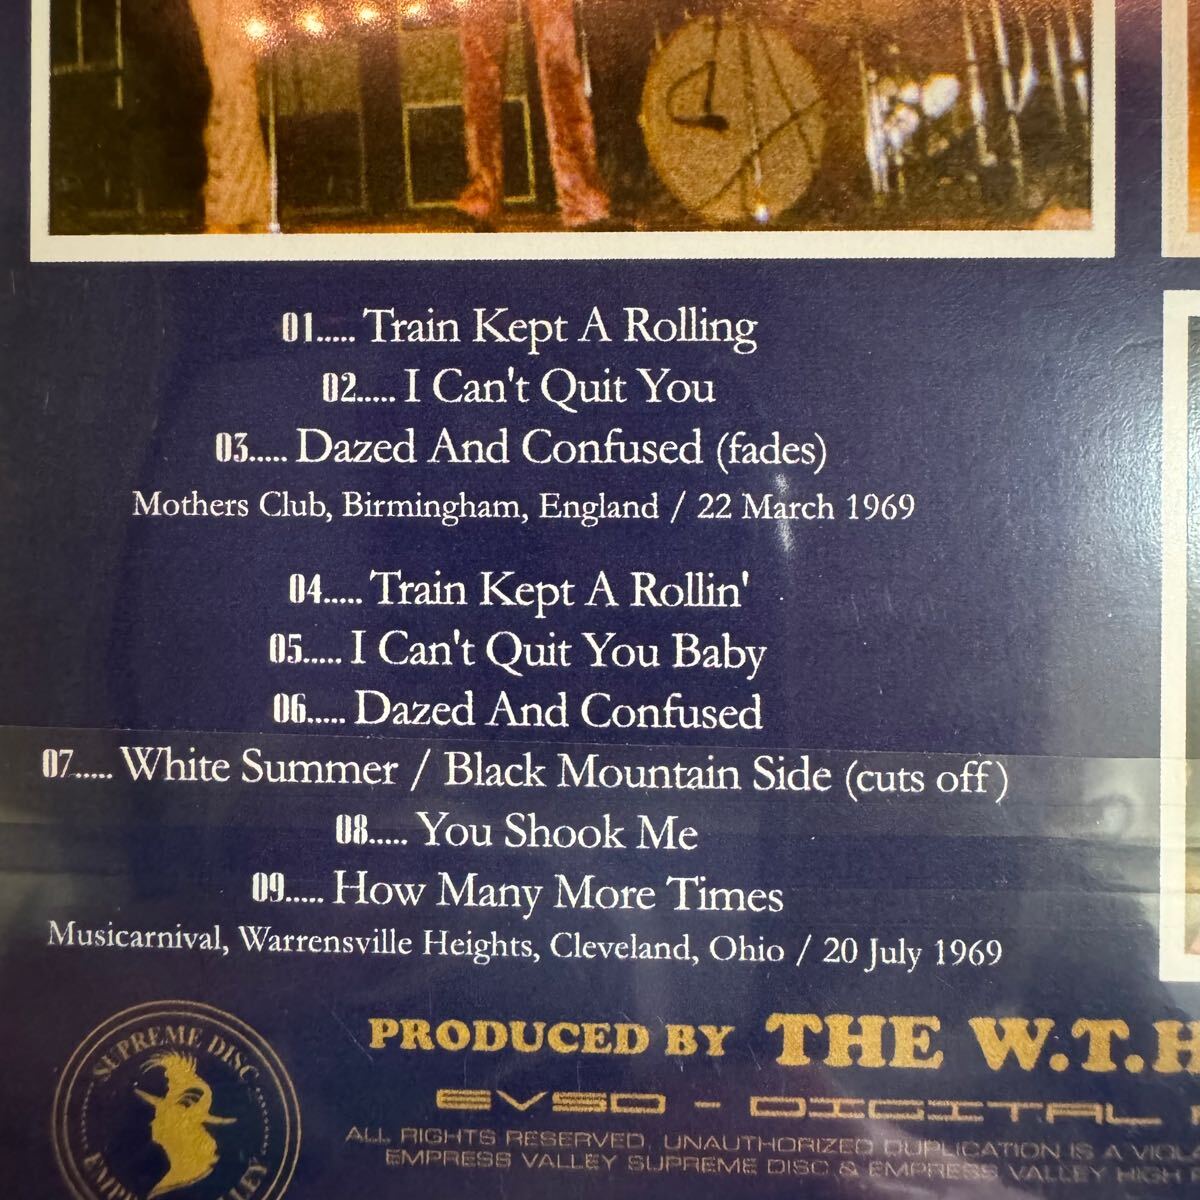 01..... Train Kept A Rolling
02..... I Can't Quit You
03..... Dazed And Confused (fades)
Mothers Club, Birmingham, England / 22 March 1969
04..... Train Kept A Rollin'
05..... I Can't Quit You Baby
06..... Dazed And Confused
07..... White Summer / Black Mountain Side (cuts off)
08..... You Shook Me
09..... How Many More Times
Musicarnival, Warrensville Heights, Cleveland, Ohio / 20 July 1969
SUPREME DISC
PRODUCED BY THE W.T.H
EVSD - DIGITAL
ALL RIGHTS RESERVED. UNAUTHORIZED DUPLICATION IS A
EMPRESS VALLEY SUPREME DISC & EMPRESS VALLEY HIGH